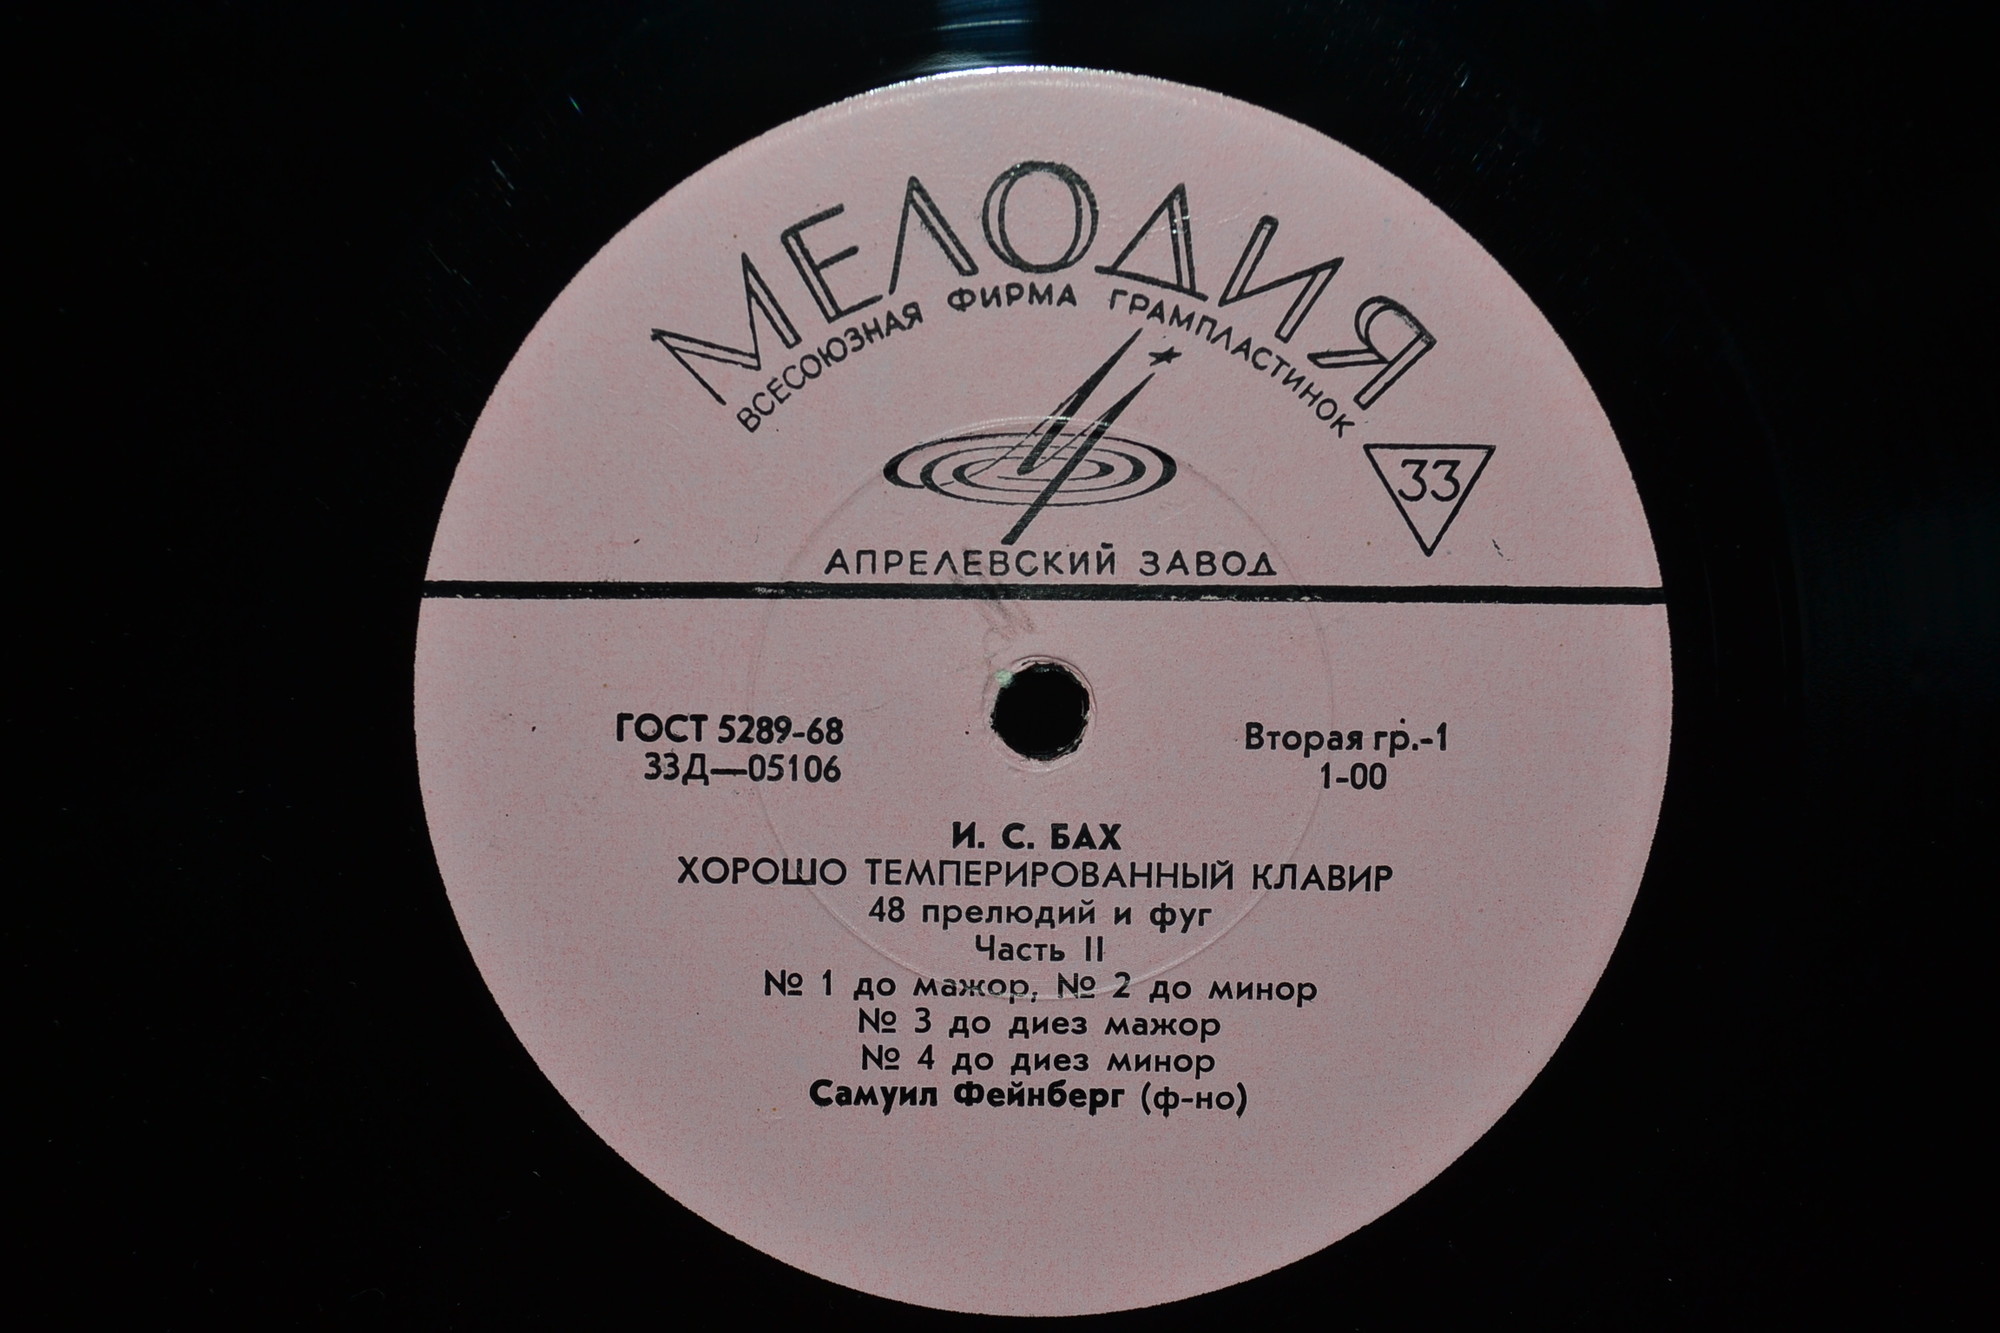 МЕЛОДИЯ
ВСЕСОЮЗНАЯ ФИРМА ГРАМПЛАСТИНОК
33
АПРЕЛЕВСКИЙ ЗАВОД
ГОСТ 5289-68
33Д—05106
Вторая гр.-1
1-00
И. С. БАХ
ХОРОШО ТЕМПЕРИРОВАННЫЙ КЛАВИР
48 прелюдий и фуг
Часть II
№ 1 до мажор, № 2 до минор
№ 3 до диез мажор
№ 4 до диез минор
Самуил Фейнберг (ф-но)